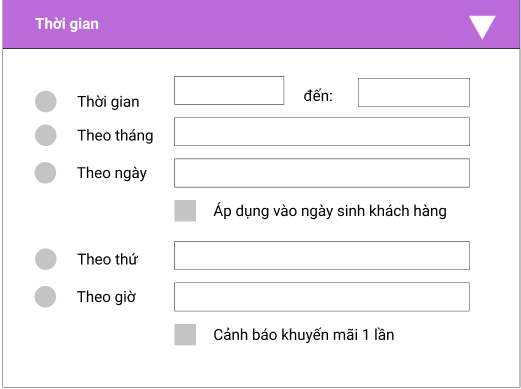 Thời gian
Thời gian đến:
Theo tháng
Theo ngày
Áp dụng vào ngày sinh khách hàng
Theo thứ
Theo giờ
Cảnh báo khuyến mãi 1 lần